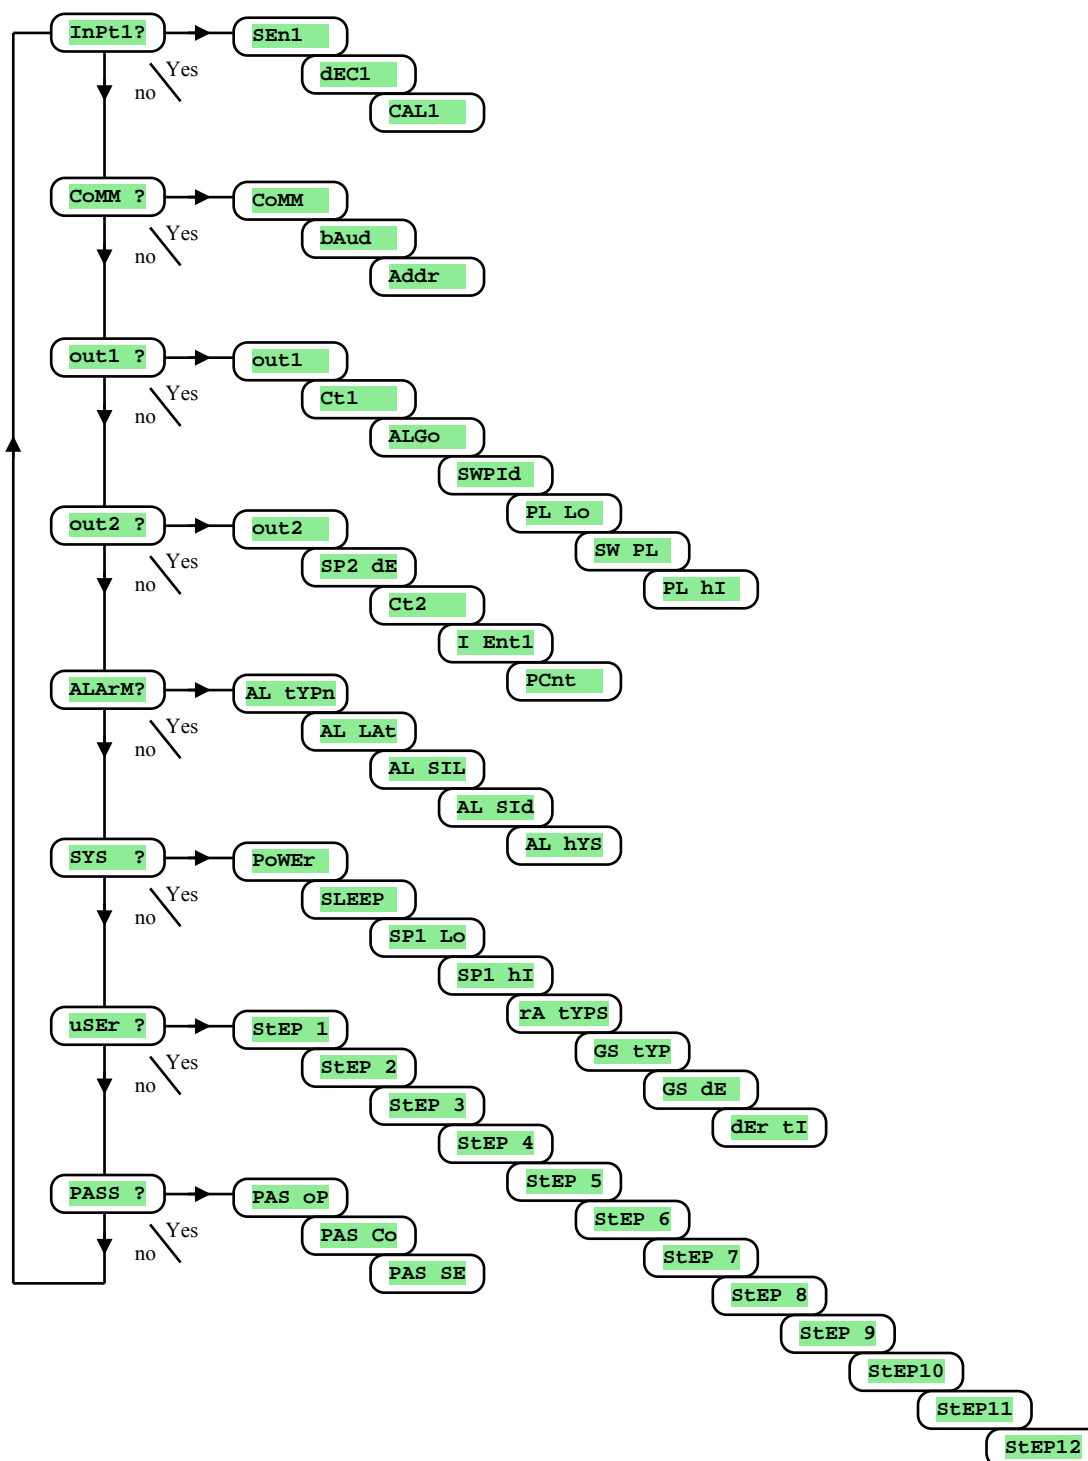 InPt1? SEn1
Yes
no
dEC1
CAL1
CoMM ? CoMM
Yes
no
bAud
Addr
out1 ? out1
Yes
no
Ct1
ALGo
SWPId
PL Lo
SW PL
PL hI
out2 ? out2
Yes
no
SP2 dE
Ct2
I Ent1
PCnt
ALArM? AL tYPn
Yes
no
AL LAt
AL SIL
AL SId
AL hYS
SYS ? PoWEr
Yes
no
SLEEP
SP1 Lo
SP1 hI
rA tYPS
GS tYP
GS dE
dEr tI
uSEr ? StEP 1
Yes
no
StEP 2
StEP 3
StEP 4
StEP 5
StEP 6
StEP 7
StEP 8
StEP 9
StEP10
StEP11
StEP12
PASS ? PAS oP
Yes
no
PAS Co
PAS SE